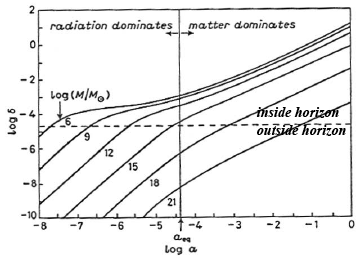 radiation dominates
matter dominates
2
0
-2
-4
-6
-8
-10
log δ
log(M/M⊙)
6
9
12
15
18
21
inside horizon
outside horizon
-8
-7
-6
-5
-4
-3
-2
-1
0
a_eq
log a